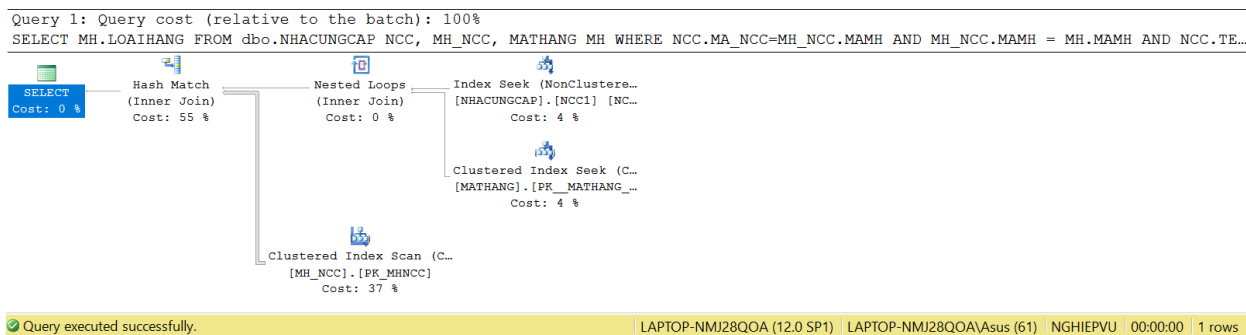 Query 1: Query cost (relative to the batch): 100%
SELECT MH.LOAIHANG FROM dbo.NHACUNGCAP NCC, MH_NCC, MATHANG MH WHERE NCC.MA_NCC=MH_NCC.MAMH AND MH_NCC.MAMH = MH.MAMH AND NCC.TE…
SELECT
Cost: 0 %
Hash Match
(Inner Join)
Cost: 55 %
Nested Loops
(Inner Join)
Cost: 0 %
Index Seek (NonClustere…
[NHACUNGCAP].[NCC1] [NC…
Cost: 4 %
Clustered Index Seek (C…
[MATHANG].[PK__MATHANG_…
Cost: 4 %
Clustered Index Scan (C…
[MH_NCC].[PK_MHNCC]
Cost: 37 %
Query executed successfully.
LAPTOP-NMJ28QOA (12.0 SP1)
LAPTOP-NMJ28QOA\Asus (61)
NGHIEPVU
00:00:00
1 rows